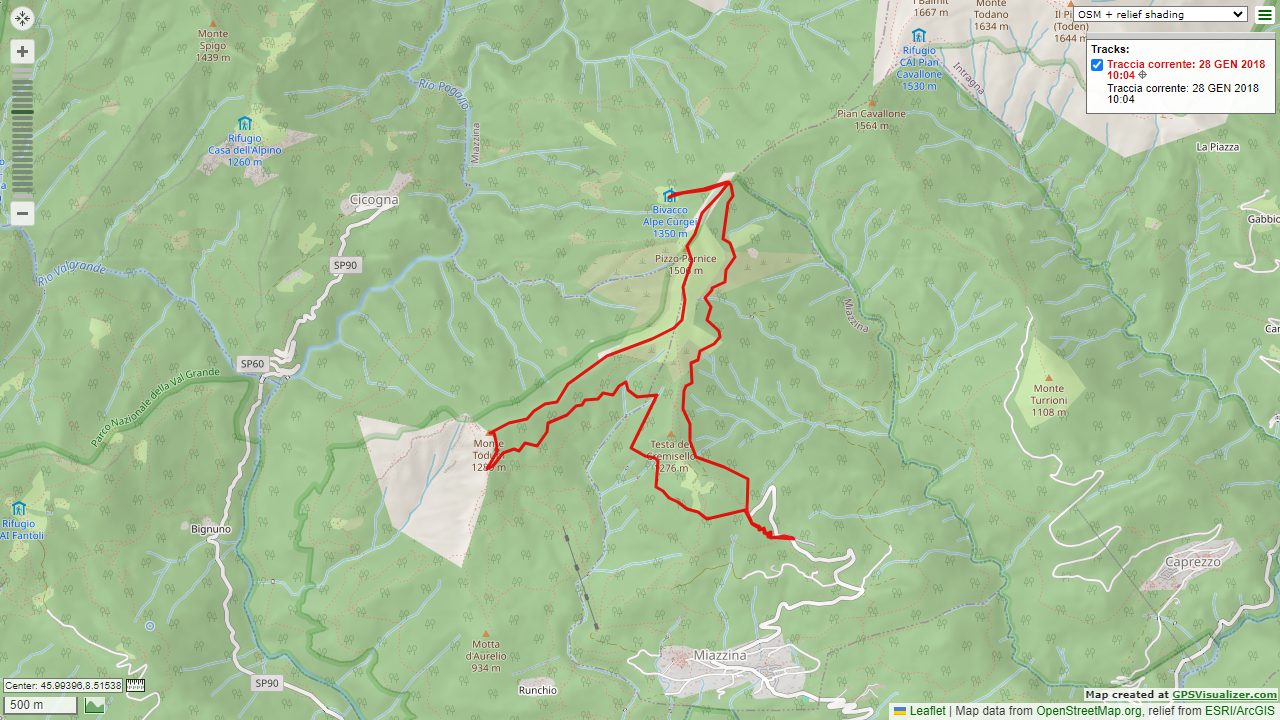 l Balmit
1667 m
Monte
Todano
1634 m
Il Pi
(Toden)
1644 m
OSM + relief shading
Tracks:
Traccia corrente: 28 GEN 2018
10:04
Traccia corrente: 28 GEN 2018
10:04
Monte
Spigo
1439 m
Rifugio
CAI Pian
Cavallone
1530 m
Intragna
Rio Pogallo
Miazzina
Pian Cavallone
1564 m
Rifugio
Casa dell'Alpino
1260 m
La Piazza
Cicogna
Bivacco
Alpe Curgei
1350 m
Gabbio
SP90
Pizzo Pernice
1506 m
Rio Valgrande
Miazzina
Car
SP60
Parco Nazionale della Val Grande
Monte
Turrioni
1108 m
Monte
Todum
1289 m
Testa del
Cremisello
1276 m
Rifugio
AI Fantoli
Bignuno
Caprezzo
Motta
d'Aurelio
934 m
Miazzina
SP90
Runchio
Center: 45.99396,8.51538
500 m
Map created at GPSVisualizer.com
Leaflet | Map data from OpenStreetMap.org, relief from ESRI/ArcGIS